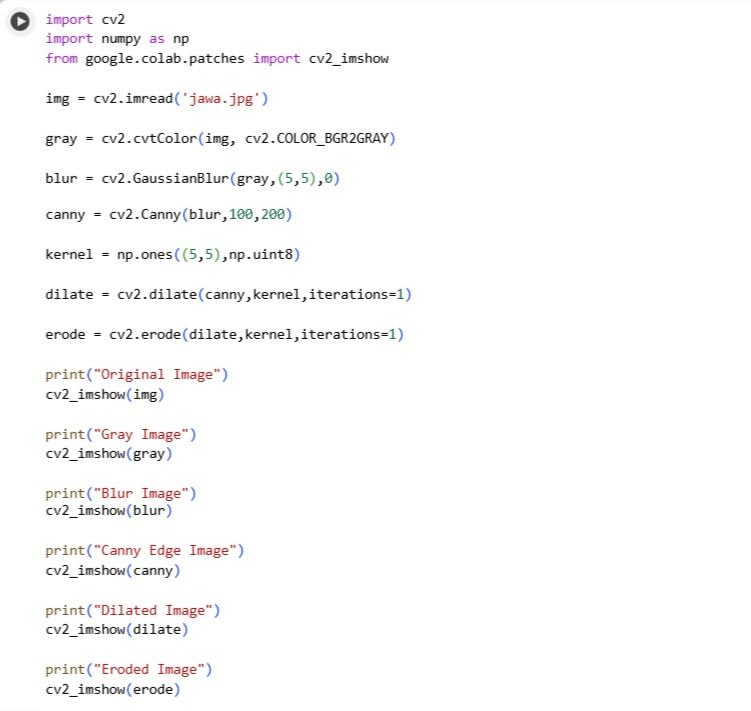 import cv2
import numpy as np
from google.colab.patches import cv2_imshow
img = cv2.imread('jawa.jpg')
gray = cv2.cvtColor(img, cv2.COLOR_BGR2GRAY)
blur = cv2.GaussianBlur(gray,(5,5),0)
canny = cv2.Canny(blur,100,200)
kernel = np.ones((5,5),np.uint8)
dilate = cv2.dilate(canny,kernel,iterations=1)
erode = cv2.erode(dilate,kernel,iterations=1)
print("Original Image")
cv2_imshow(img)
print("Gray Image")
cv2_imshow(gray)
print("Blur Image")
cv2_imshow(blur)
print("Canny Edge Image")
cv2_imshow(canny)
print("Dilated Image")
cv2_imshow(dilate)
print("Eroded Image")
cv2_imshow(erode)